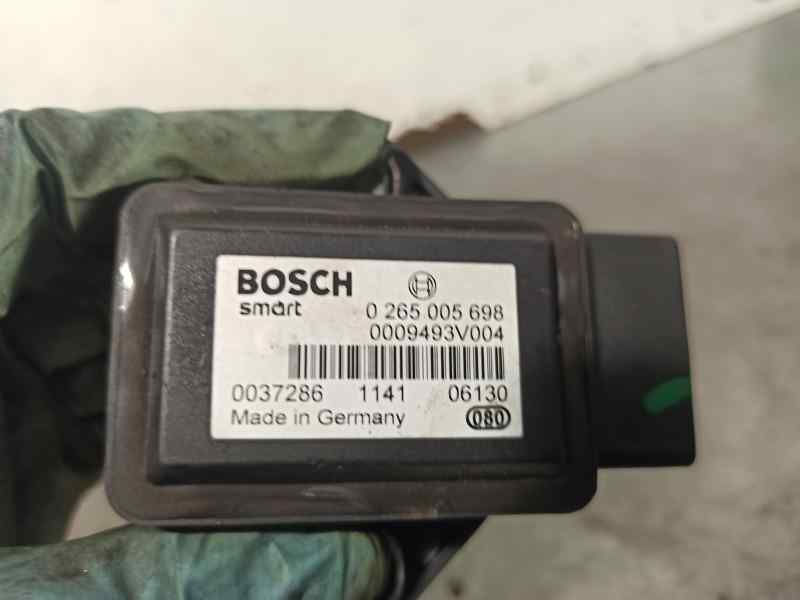 BOSCH
smart 0 265 005 698
0009493V004
0037286 1141 06130
Made in Germany 080